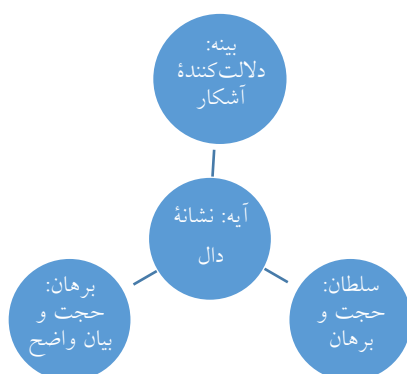 بینه:
دلالت‌کنندهٔ
آشکار
آیه: نشانهٔ
دال
سلطان:
حجت و
برهان
برهان:
حجت و
بیان واضح